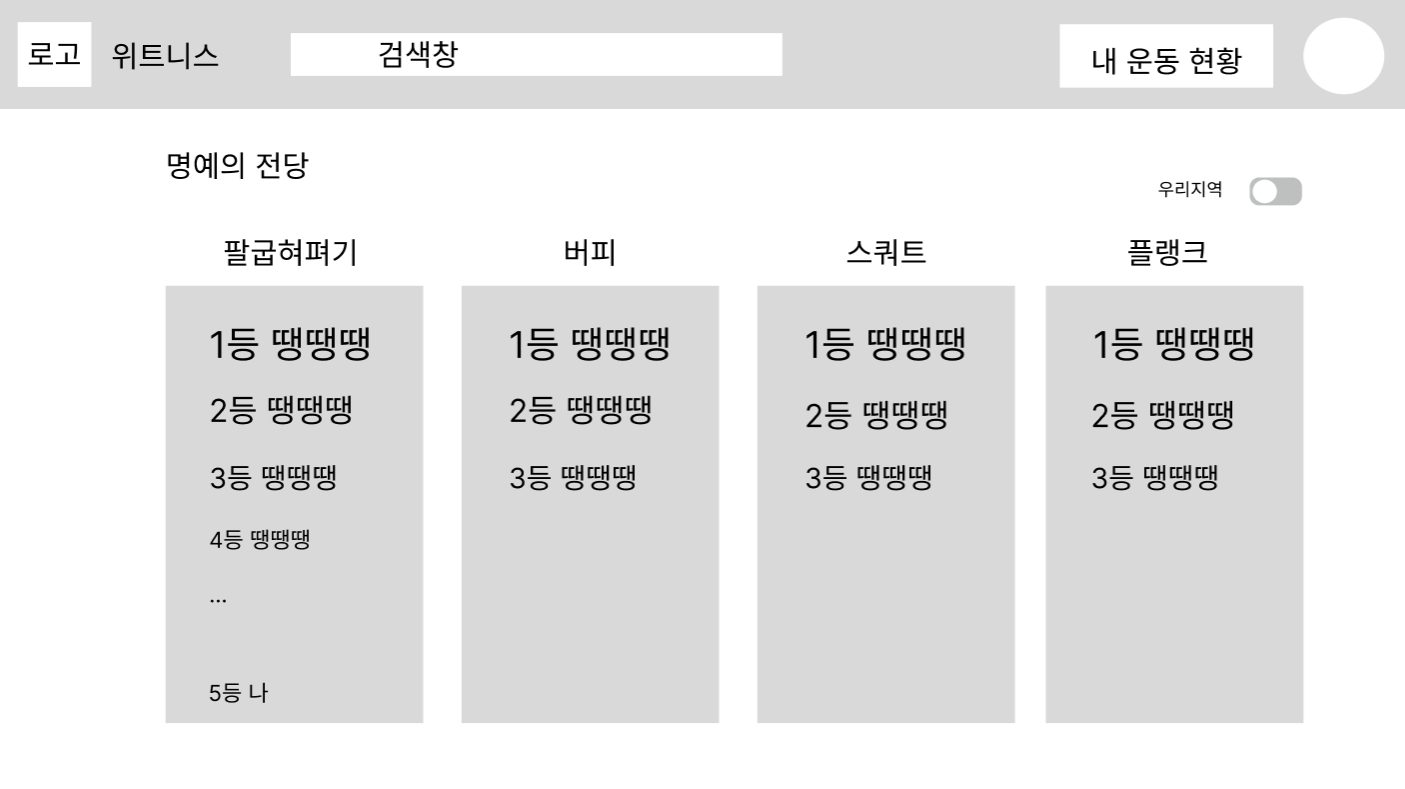 로고 위트니스 검색창 내 운동 현황
명예의 전당
우리지역
팔굽혀펴기 버피 스쿼트 플랭크
1등 땡땡땡 1등 땡땡땡 1등 땡땡땡 1등 땡땡땡
2등 땡땡땡 2등 땡땡땡 2등 땡땡땡 2등 땡땡땡
3등 땡땡땡 3등 땡땡땡 3등 땡땡땡 3등 땡땡땡
4등 땡땡땡
...
5등 나